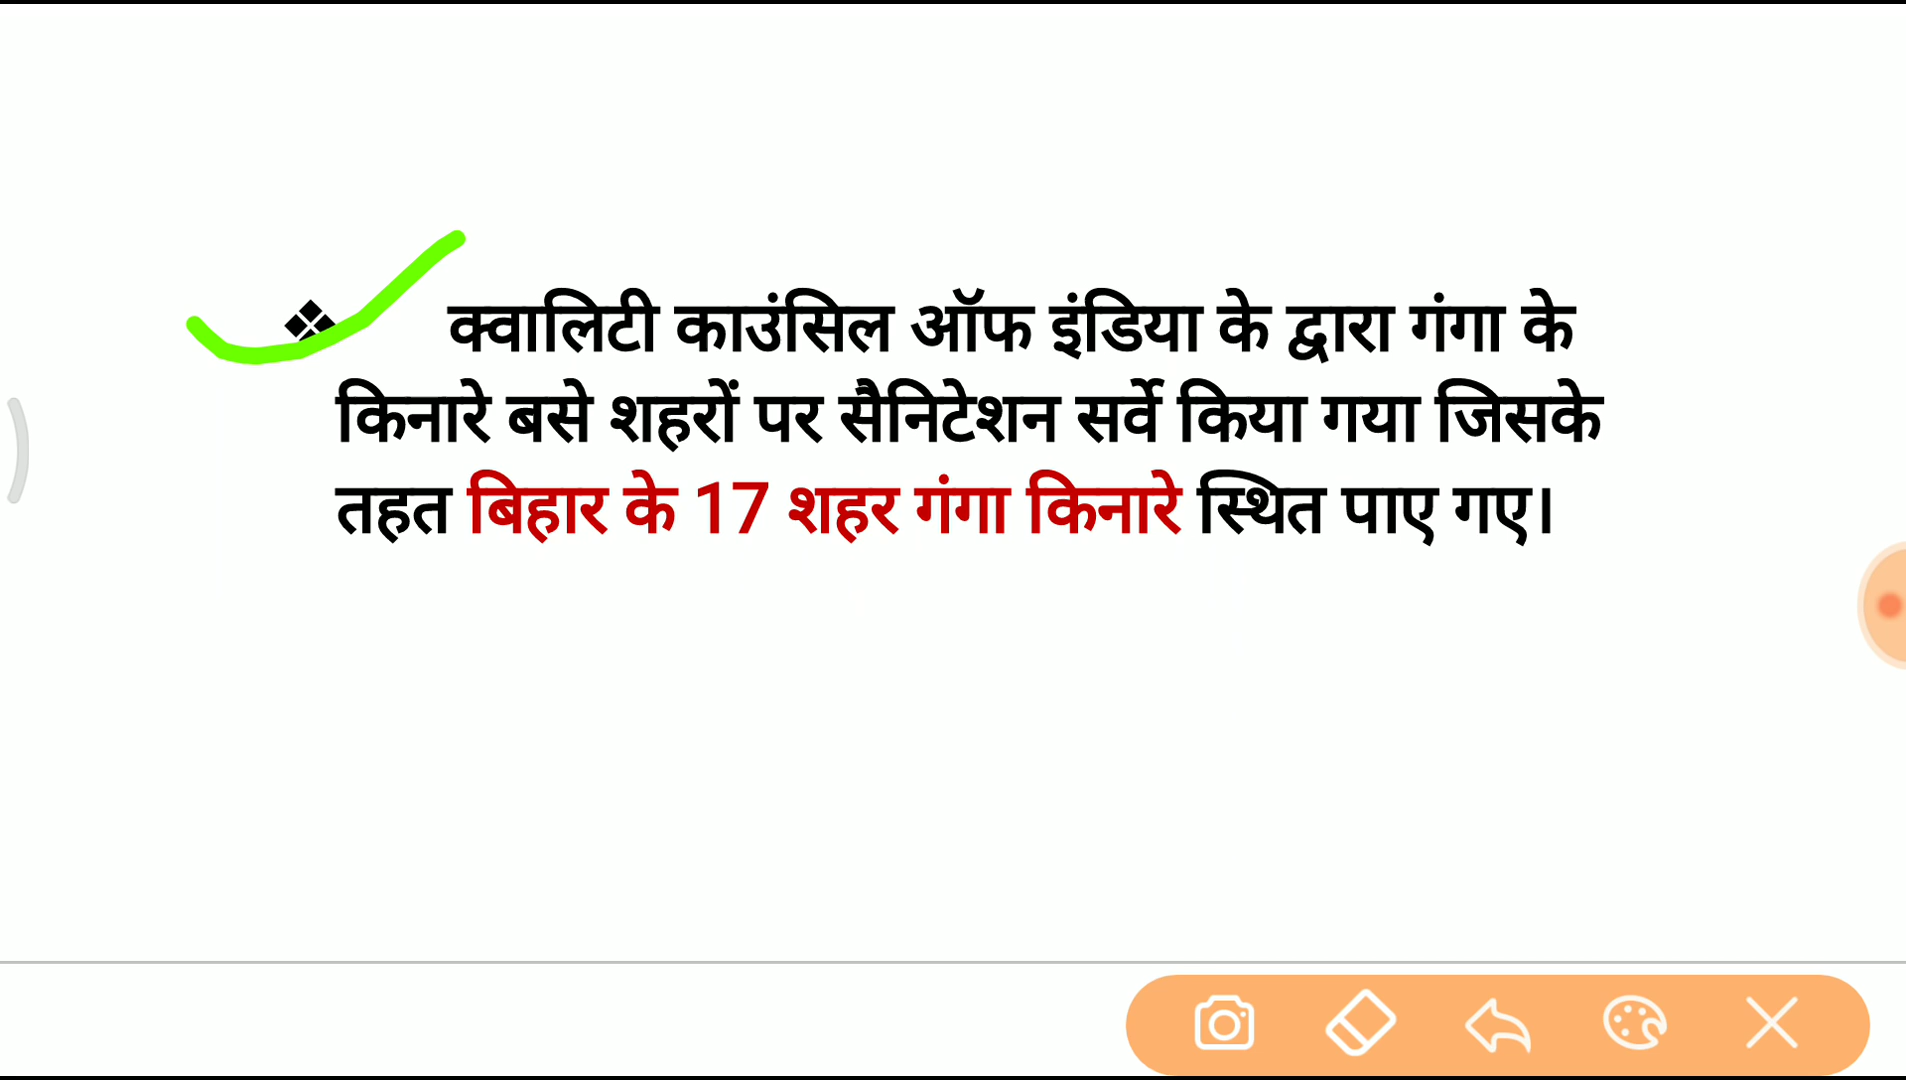 ❖ क्वालिटी काउंसिल ऑफ इंडिया के द्वारा गंगा के
किनारे बसे शहरों पर सैनिटेशन सर्वे किया गया जिसके
तहत बिहार के 17 शहर गंगा किनारे स्थित पाए गए।